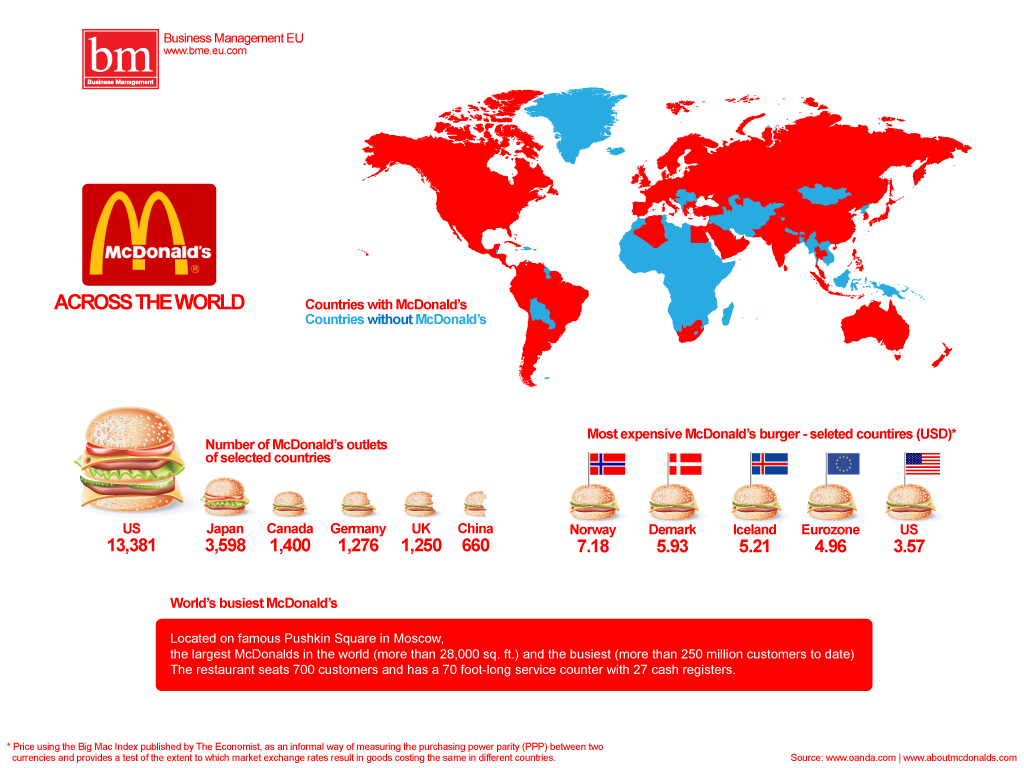 bm
Business Management
Business Management EU
www.bme.eu.com
McDonald's
®
ACROSS THE WORLD
Countries with McDonald's
Countries without McDonald's
Number of McDonald's outlets
of selected countries
US
13,381
Japan
3,598
Canada
1,400
Germany
1,276
UK
1,250
China
660
Most expensive McDonald's burger - seleted countires (USD)*
Norway
7.18
Demark
5.93
Iceland
5.21
Eurozone
4.96
US
3.57
World's busiest McDonald's
Located on famous Pushkin Square in Moscow,
the largest McDonalds in the world (more than 28,000 sq. ft.) and the busiest (more than 250 million customers to date)
The restaurant seats 700 customers and has a 70 foot-long service counter with 27 cash registers.
* Price using the Big Mac Index published by The Economist, as an informal way of measuring the purchasing power parity (PPP) between two
currencies and provides a test of the extent to which market exchange rates result in goods costing the same in different countries.
Source: www.oanda.com | www.aboutmcdonalds.com